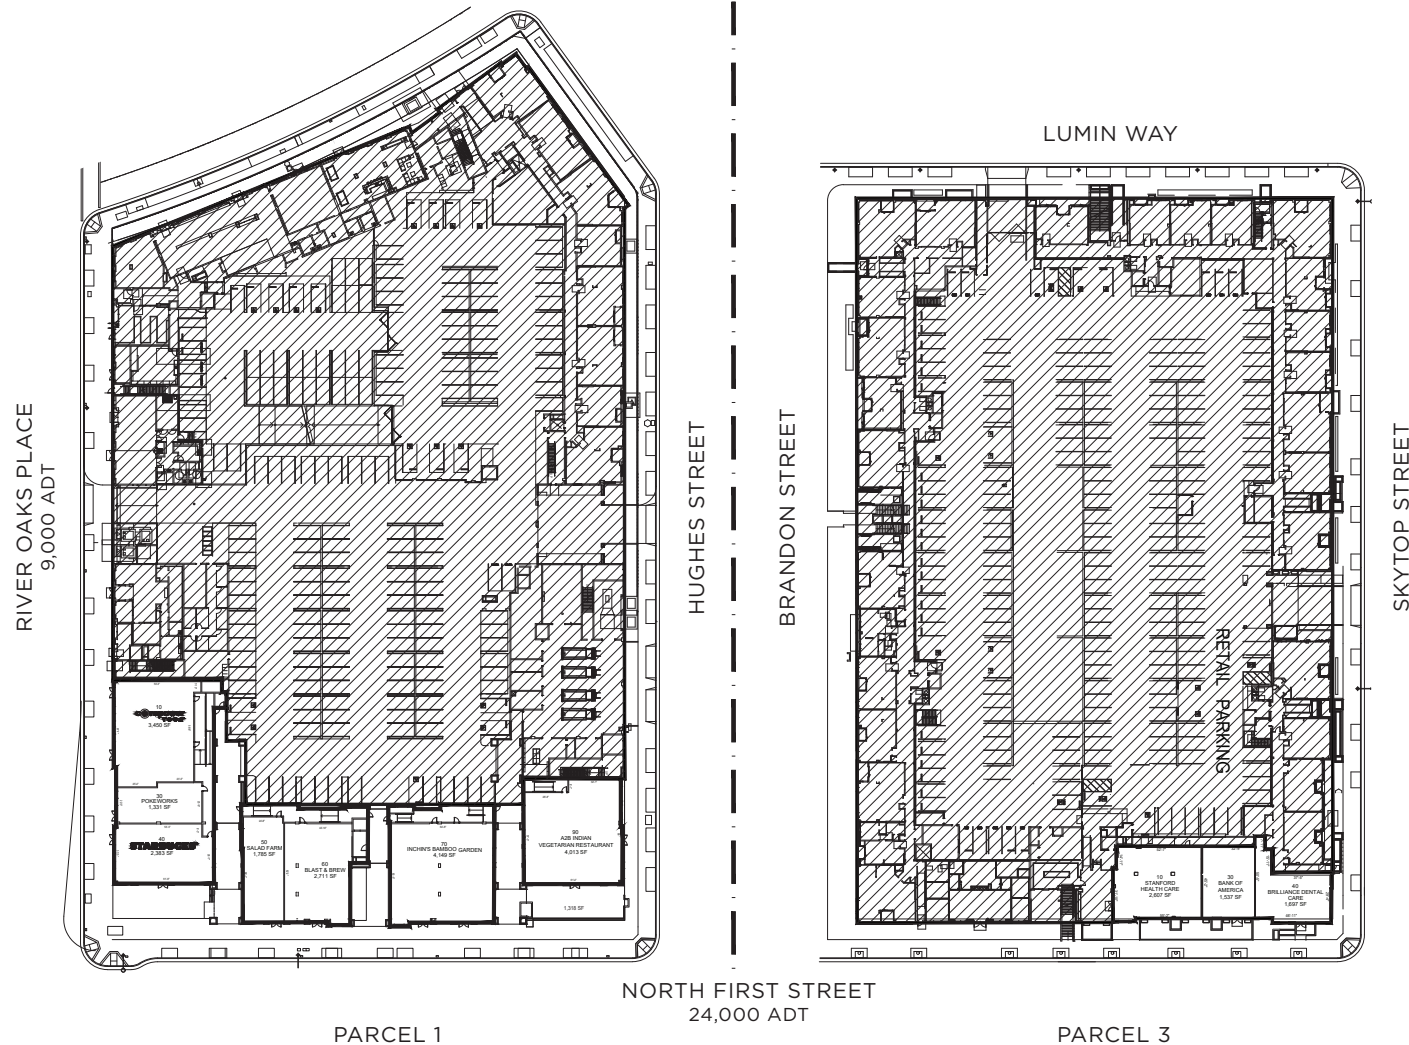 LUMIN WAY
RIVER OAKS PLACE
9,000 ADT
HUGHES STREET
BRANDON STREET
SKYTOP STREET
RETAIL PARKING
10
3,450 SF
30
POKEWORKS
1,331 SF
40
STARBUCKS
2,383 SF
50
SALAD FARM
1,785 SF
60
BLAST & BREW
2,711 SF
70
INCHIN'S BAMBOO GARDEN
4,149 SF
90
A2B INDIAN
VEGETARIAN RESTAURANT
4,013 SF
1,318 SF
10
STANFORD
HEALTH CARE
2,607 SF
30
BANK OF
AMERICA
1,537 SF
40
BRILLIANCE DENTAL
CARE
1,697 SF
NORTH FIRST STREET
24,000 ADT
PARCEL 1
PARCEL 3